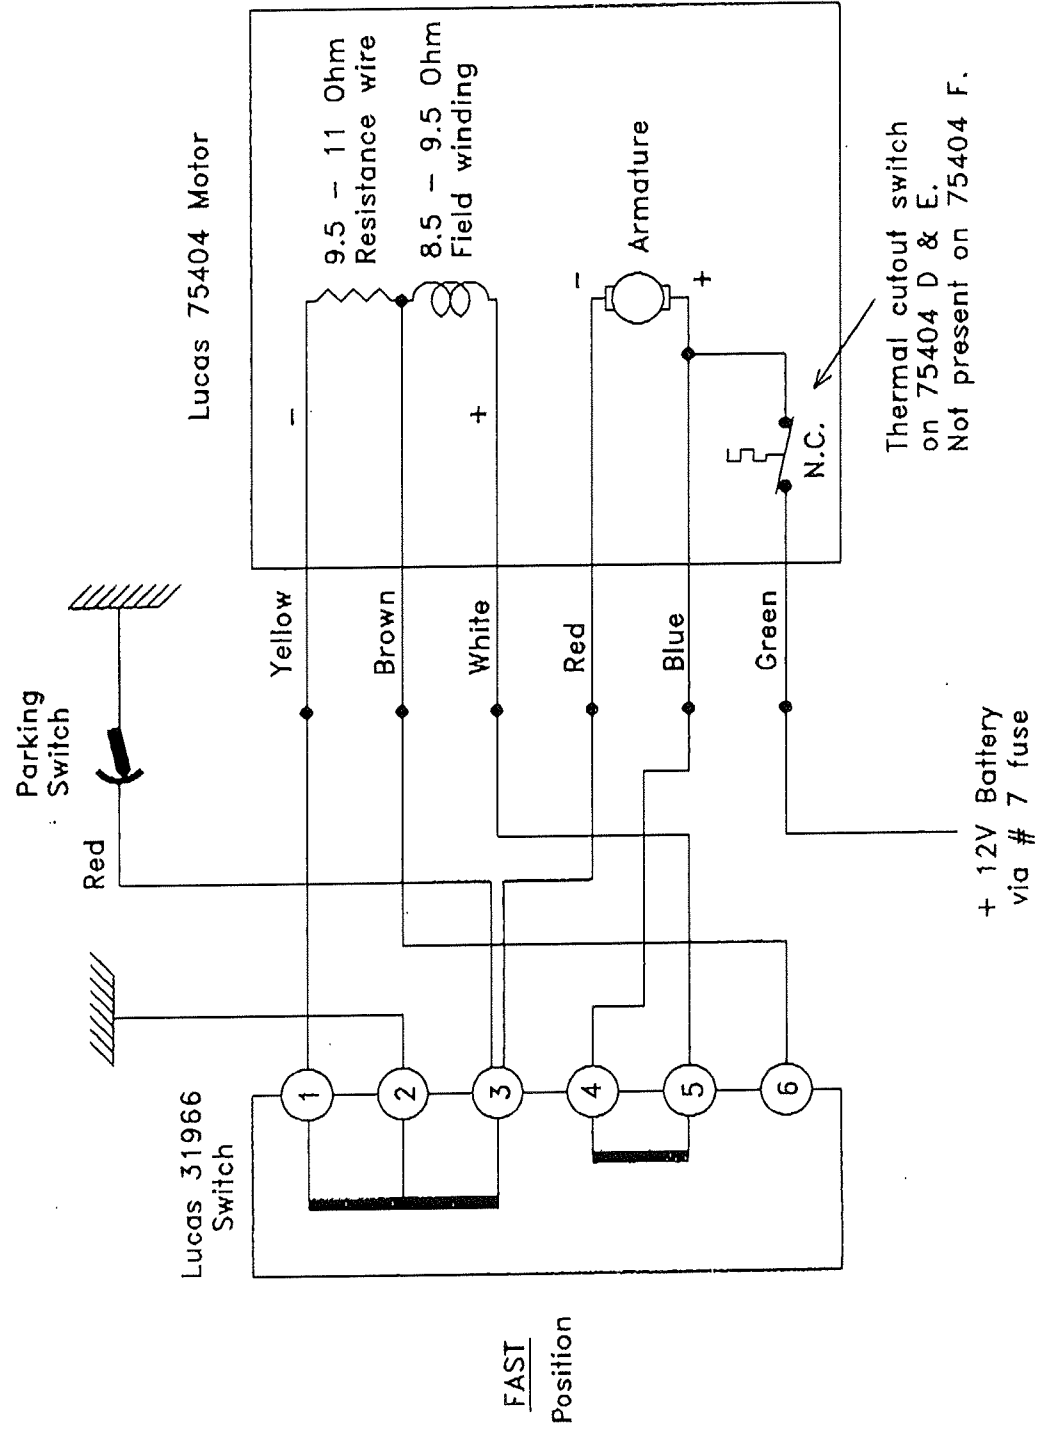 FAST
Position
Lucas 31966
Switch
1
2
3
4
5
6
Red
Parking
Switch
Yellow
Brown
White
Red
Blue
Green
+ 12V Battery
via # 7 fuse
Lucas 75404 Motor
-
+
9.5 - 11 Ohm
Resistance wire
8.5 - 9.5 Ohm
Field winding
-
+
Armature
N.C.
Thermal cutout switch
on 75404 D & E.
Not present on 75404 F.